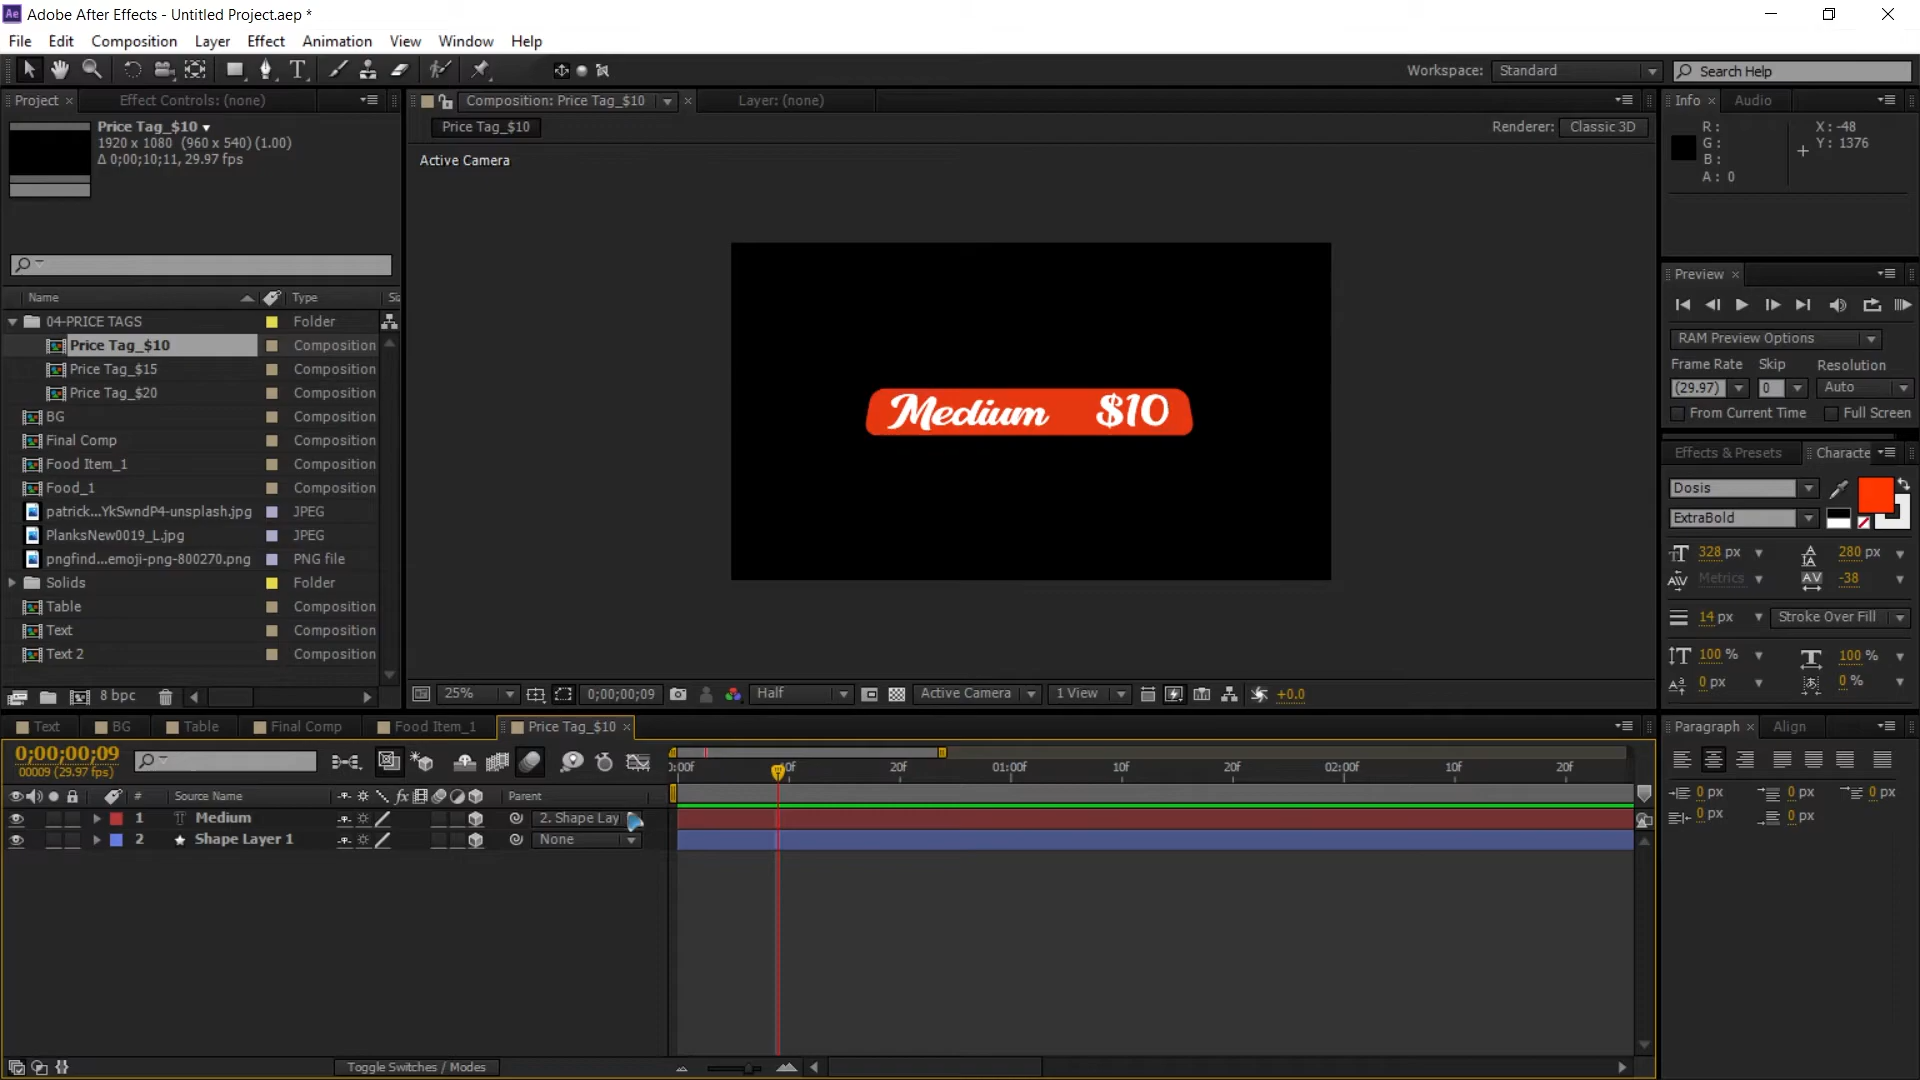 Ae Adobe After Effects - Untitled Project.aep *
File Edit Composition Layer Effect Animation View Window Help
Workspace: Standard Search Help
Project × Effect Controls: (none) Composition: Price Tag_$10 × Layer: (none) Info × Audio
Price Tag_$10
1920 x 1080 (960 x 540) (1.00)
Δ 0;00;10;11, 29.97 fps
Price Tag_$10 Renderer: Classic 3D
Active Camera
R :
G :
B :
A : 0
X : -48
Y : 1376
Medium $10
Name Type
04-PRICE TAGS Folder
Price Tag_$10 Composition
Price Tag_$15 Composition
Price Tag_$20 Composition
BG Composition
Final Comp Composition
Food Item_1 Composition
Food_1 Composition
patrick...YkSwndP4-unsplash.jpg JPEG
PlanksNew0019_L.jpg JPEG
pngfind...emoji-png-800270.png PNG file
Solids Folder
Table Composition
Text Composition
Text 2 Composition
8 bpc
25% 0;00;00;09 Half Active Camera 1 View +0.0
Preview ×
RAM Preview Options
Frame Rate Skip Resolution
(29.97) 0 Auto
From Current Time Full Screen
Effects & Presets Characte
Dosis
ExtraBold
328 px 280 px
Metrics -38
14 px Stroke Over Fill
100 % 100 %
0 px 0 %
Text BG Table Final Comp Food Item_1 Price Tag_$10 ×
0;00;00;09
00009 (29.97 fps)
):00f 10f 20f 01:00f 10f 20f 02:00f 10f 20f
# Source Name Parent
1 T Medium 2. Shape Lay
2 Shape Layer 1 None
Toggle Switches / Modes
Paragraph × Align
0 px 0 px 0 px
0 px 0 px